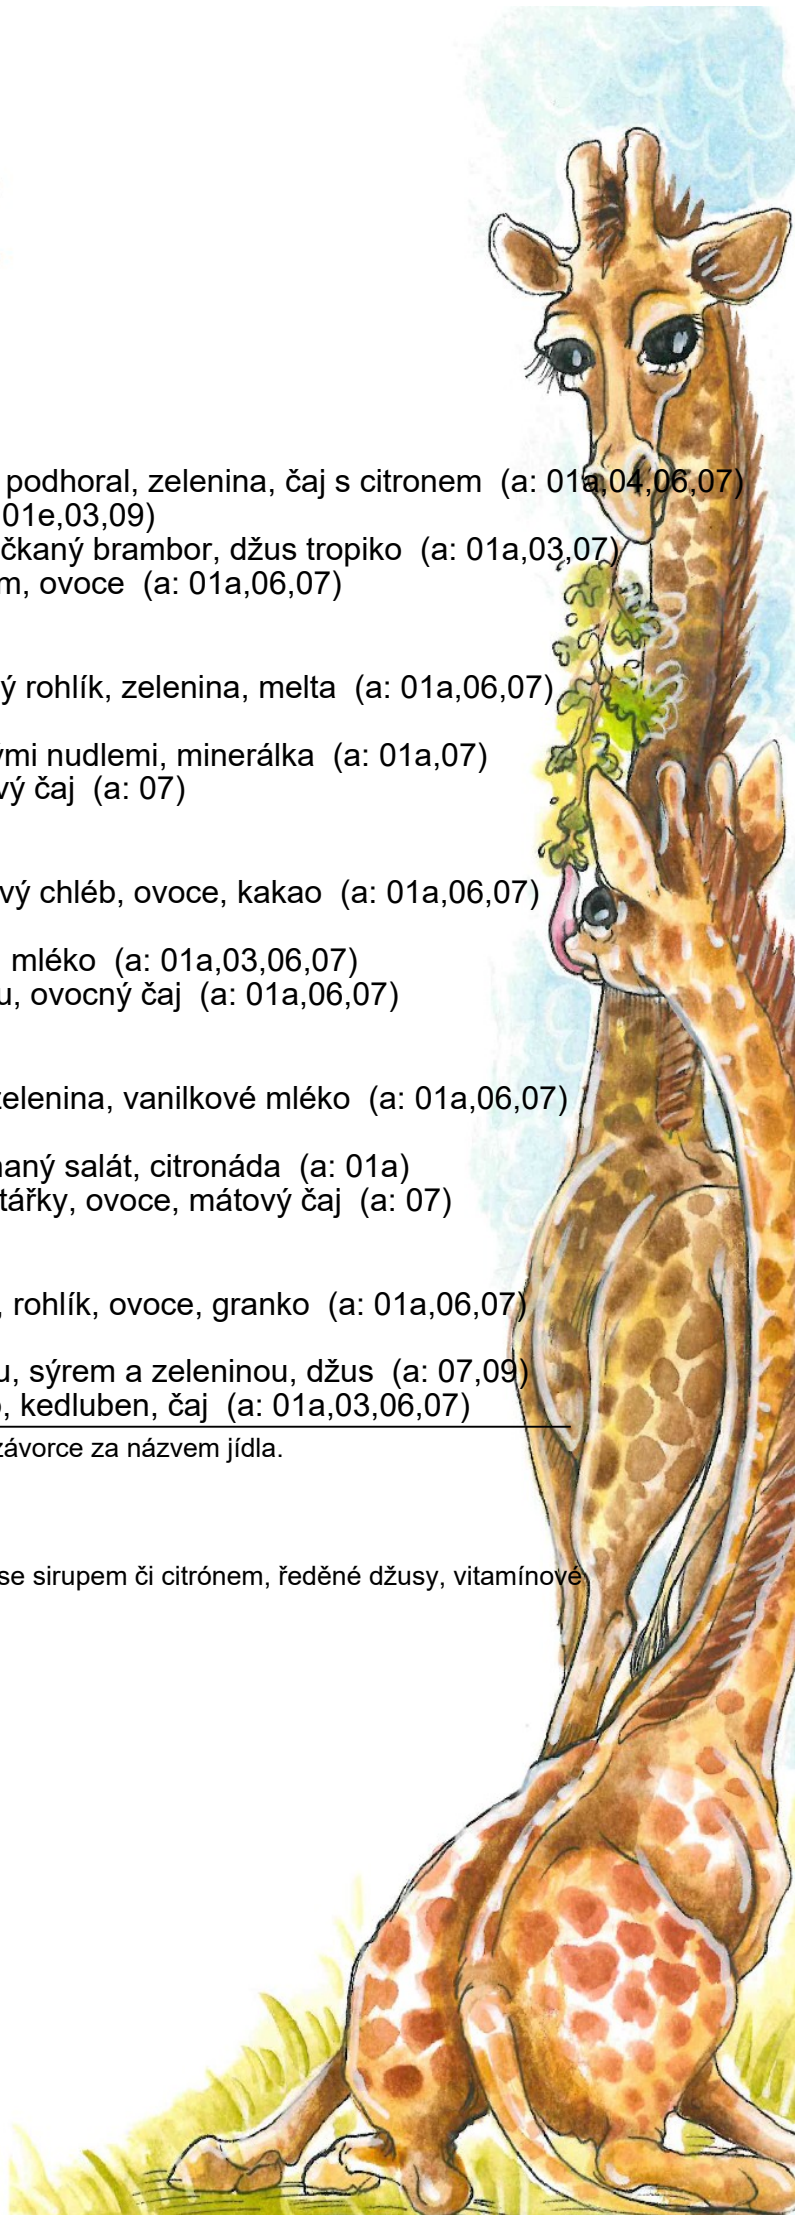 podhoral, zelenina, čaj s citronem (a: 01a,04,06,07)
01e,03,09)
čkaný brambor, džus tropiko (a: 01a,03,07)
m, ovoce (a: 01a,06,07)
ý rohlík, zelenina, melta (a: 01a,06,07)
ými nudlemi, minerálka (a: 01a,07)
vý čaj (a: 07)
vý chléb, ovoce, kakao (a: 01a,06,07)
mléko (a: 01a,03,06,07)
u, ovocný čaj (a: 01a,06,07)
zelenina, vanilkové mléko (a: 01a,06,07)
haný salát, citronáda (a: 01a)
tářky, ovoce, mátový čaj (a: 07)
, rohlík, ovoce, granko (a: 01a,06,07)
u, sýrem a zeleninou, džus (a: 07,09)
, kedluben, čaj (a: 01a,03,06,07)
závorce za názvem jídla.
se sirupem či citrónem, ředěné džusy, vitamínové